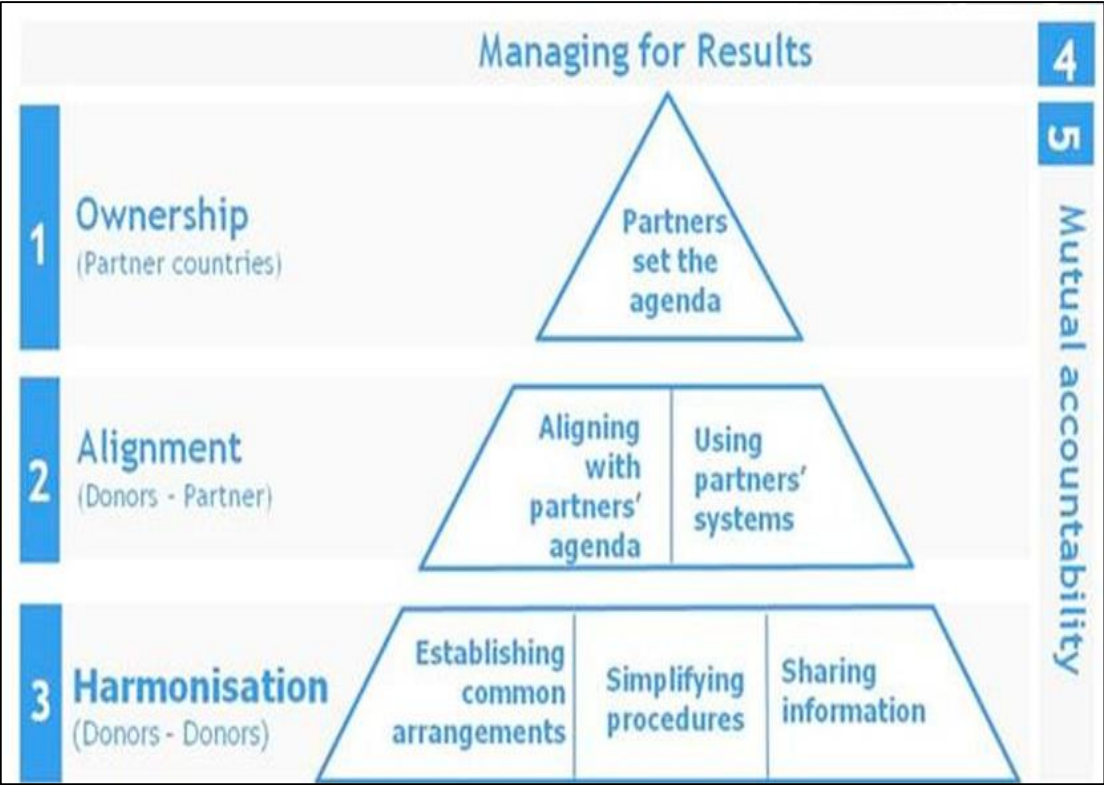 Managing for Results
4
5
Mutual accountability
1
Ownership
(Partner countries)
Partners
set the
agenda
2
Alignment
(Donors - Partner)
Aligning
with
partners'
agenda
Using
partners'
systems
3
Harmonisation
(Donors - Donors)
Establishing
common
arrangements
Simplifying
procedures
Sharing
information